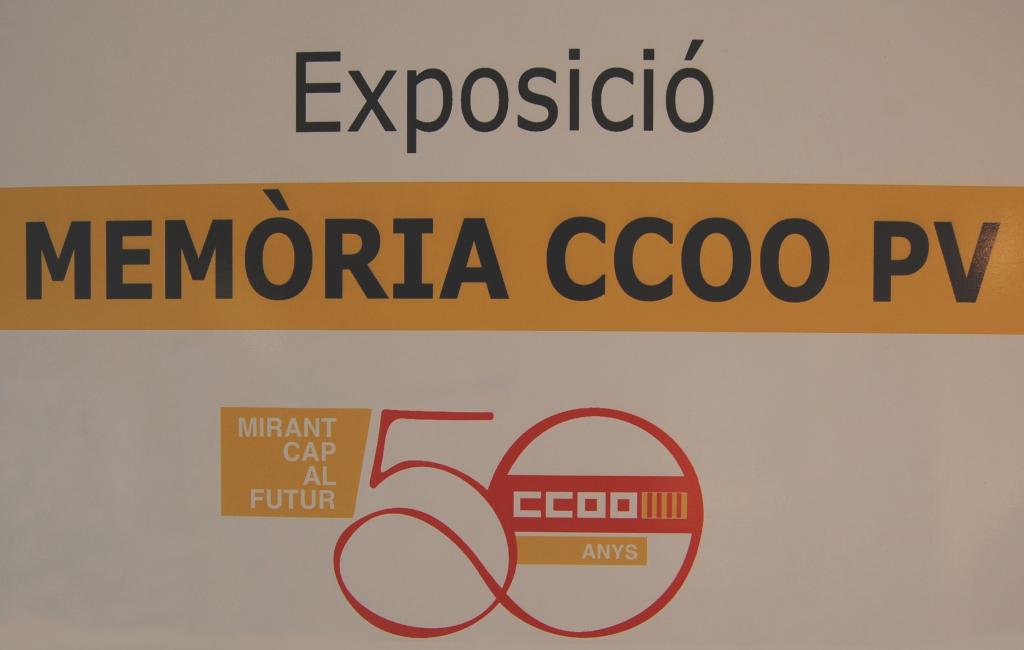 Exposició
MEMÒRIA CCOO PV
MIRANT
CAP
AL
FUTUR
50
CCOO
ANYS